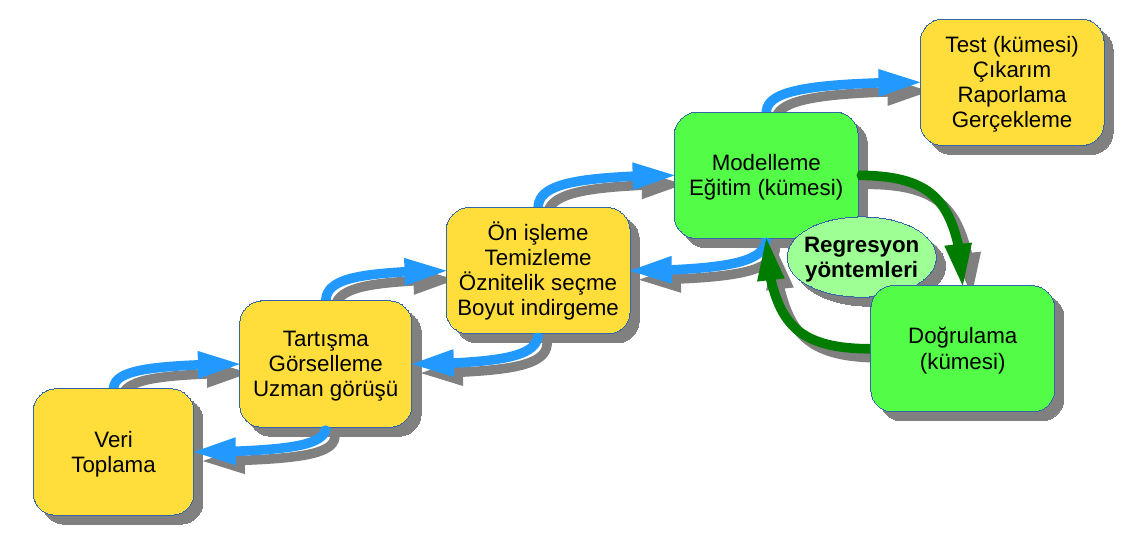 Test (kümesi)
Çıkarım
Raporlama
Gerçekleme
Modelleme
Eğitim (kümesi)
Regresyon
yöntemleri
Ön işleme
Temizleme
Öznitelik seçme
Boyut indirgeme
Doğrulama
(kümesi)
Tartışma
Görselleme
Uzman görüşü
Veri
Toplama